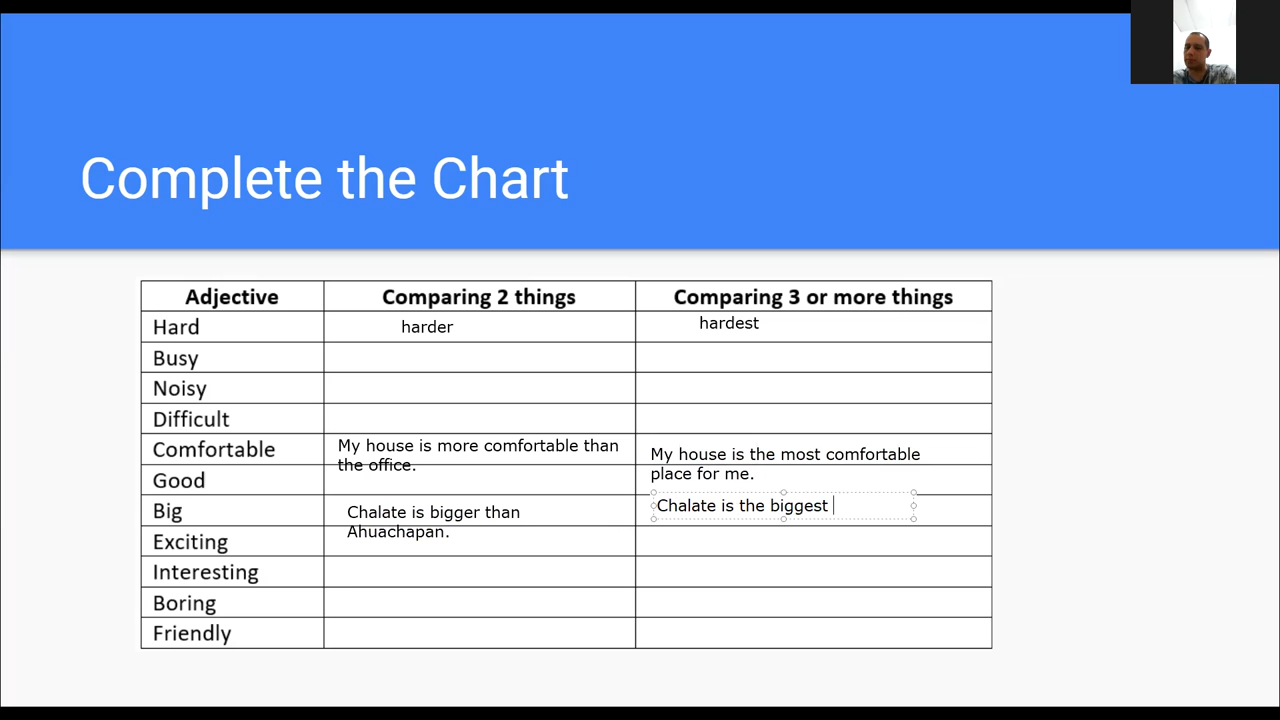 Complete the Chart
Adjective Comparing 2 things Comparing 3 or more things
Hard harder hardest
Busy
Noisy
Difficult
Comfortable My house is more comfortable than
the office.
My house is the most comfortable
place for me.
Good
Big Chalate is bigger than
Ahuachapan.
Chalate is the biggest
Exciting
Interesting
Boring
Friendly